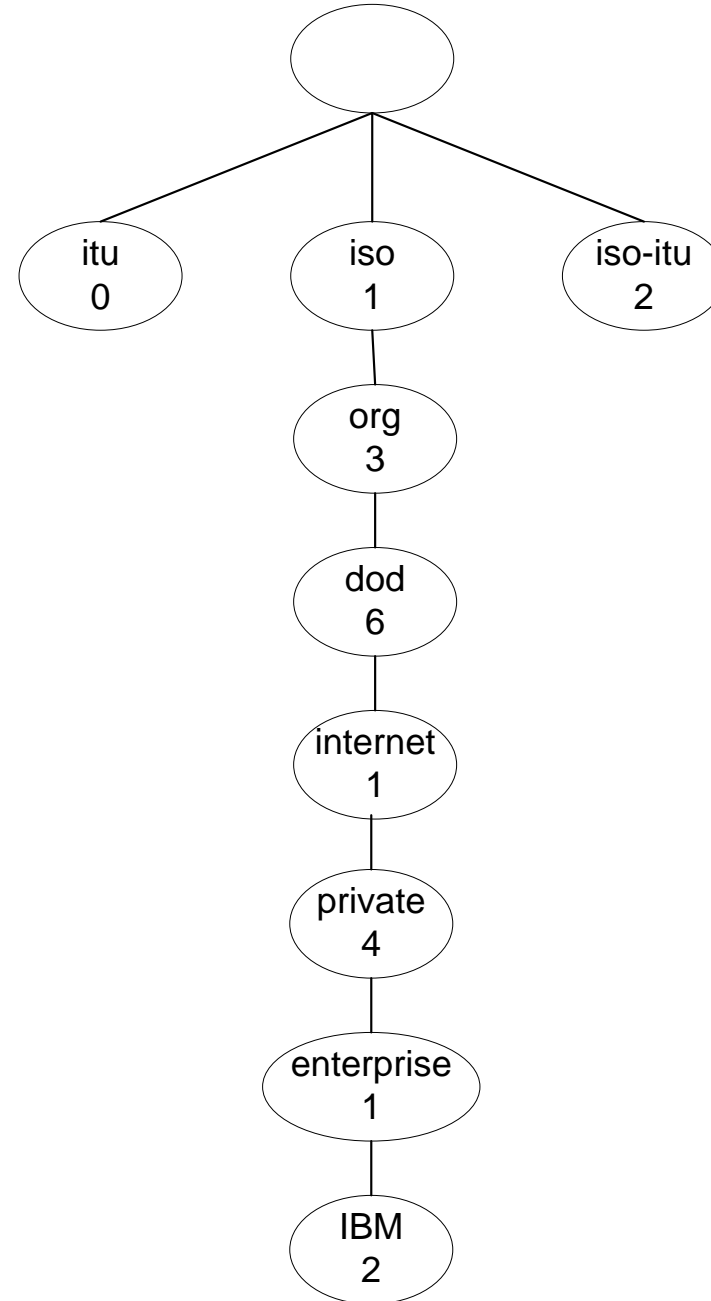 itu
0
iso
1
iso-itu
2
org
3
dod
6
internet
1
private
4
enterprise
1
IBM
2